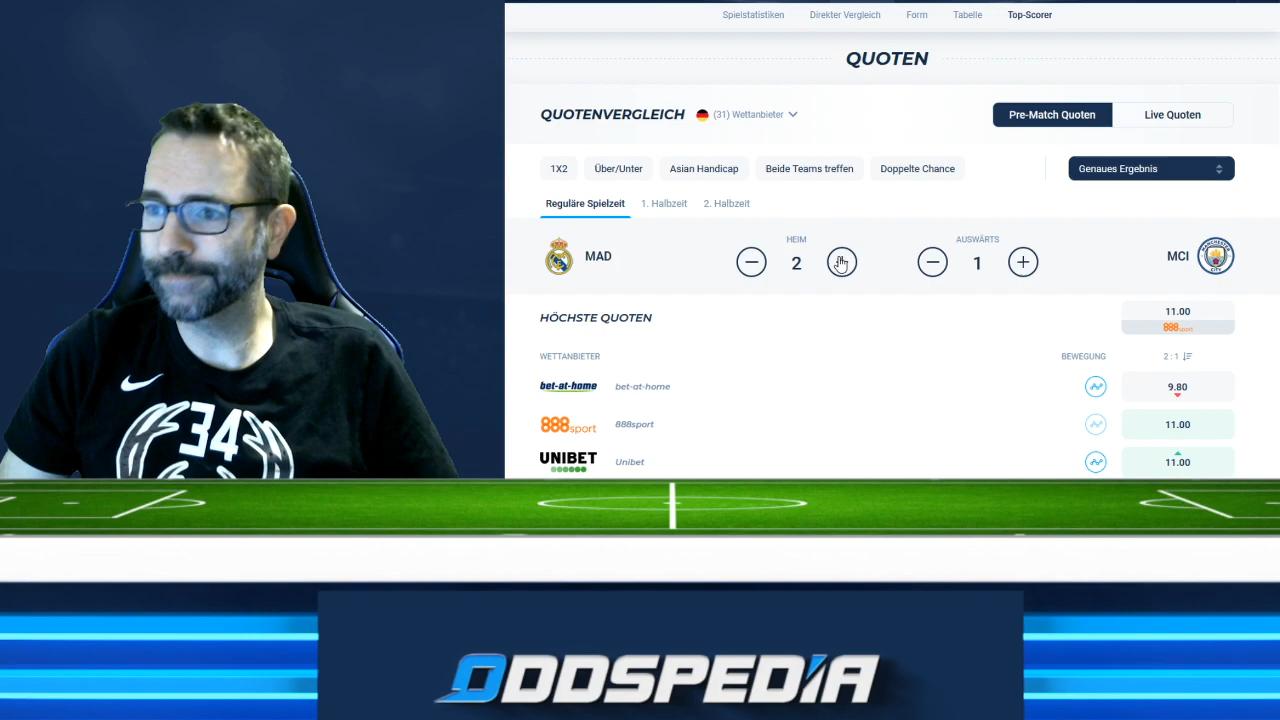 Spielstatistiken Direkter Vergleich Form Tabelle Top-Scorer
QUOTEN
QUOTENVERGLEICH (31) Wettanbieter Pre-Match Quoten Live Quoten
1X2 Über/Unter Asian Handicap Beide Teams treffen Doppelte Chance Genaues Ergebnis
Reguläre Spielzeit 1. Halbzeit 2. Halbzeit
HEIM AUSWÄRTS
MAD 2 1 MCI
MANCHESTER
CITY
HÖCHSTE QUOTEN 11.00
888sport
WETTANBIETER BEWEGUNG 2 : 1
bet-at-home bet-at-home 9.80
888sport 888sport 11.00
UNIBET Unibet 11.00
34
ODDSPEDIA